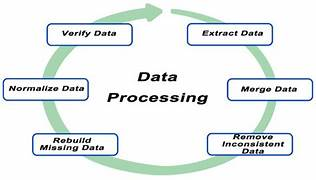 Verify Data
Extract Data
Data
Processing
Normalize Data
Merge Data
Rebuild
Missing Data
Remove
Inconsistent
Data